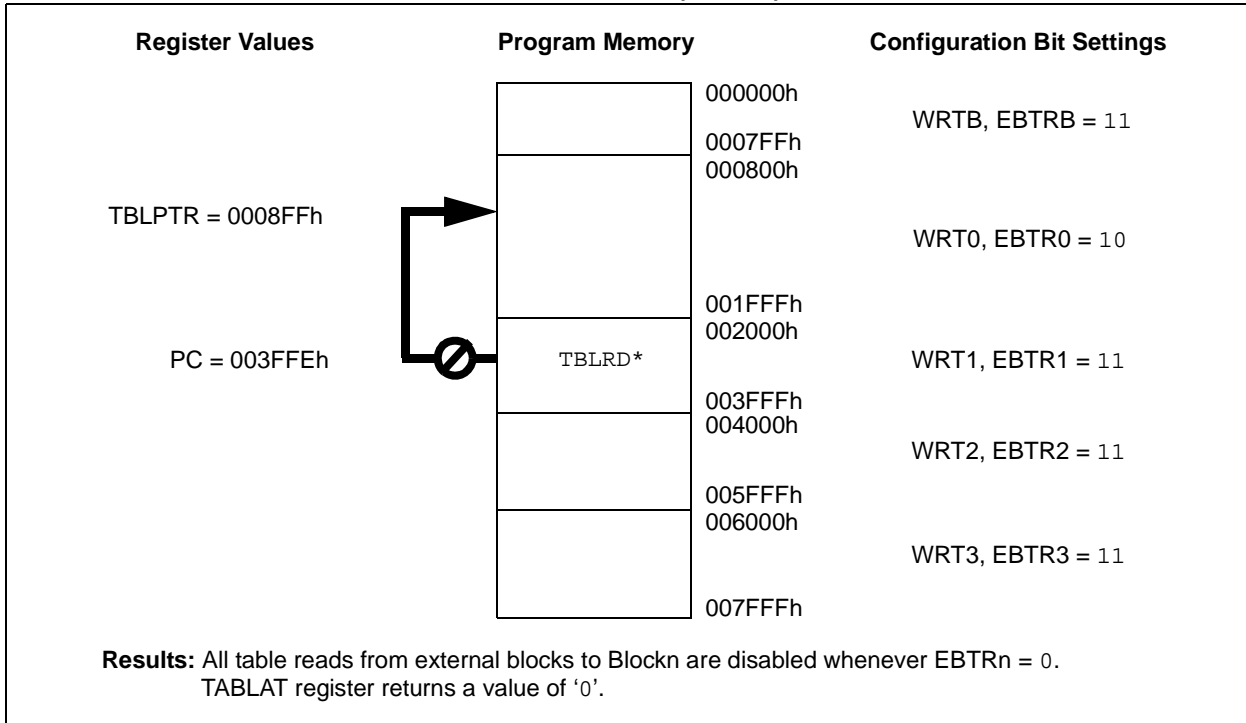 Register Values Program Memory Configuration Bit Settings
000000h
WRTB, EBTRB = 11
0007FFh
000800h
TBLPTR = 0008FFh
WRT0, EBTR0 = 10
001FFFh
002000h
PC = 003FFEh TBLRD* WRT1, EBTR1 = 11
003FFFh
004000h
WRT2, EBTR2 = 11
005FFFh
006000h
WRT3, EBTR3 = 11
007FFFh
Results: All table reads from external blocks to Blockn are disabled whenever EBTRn = 0.
TABLAT register returns a value of ‘0’.